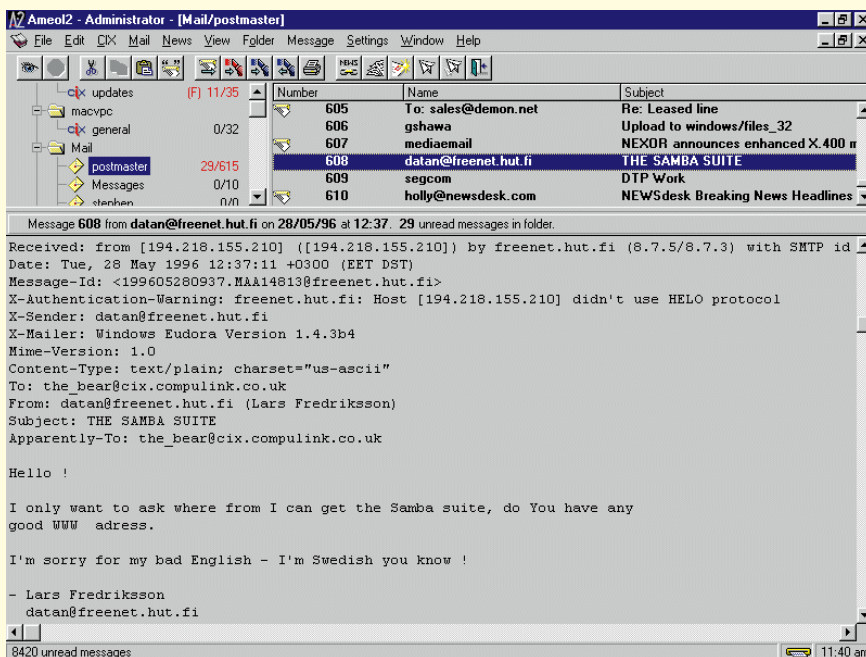 Ameol2 - Administrator - [Mail/postmaster]
File Edit CIX Mail News View Folder Message Settings Window Help
NEWS
cix updates (F) 11/35
macvpc
cix general 0/32
Mail
postmaster 29/615
Messages 0/10
stephen 0/0
Number Name Subject
605 To: sales@demon.net Re: Leased line
606 gshawa Upload to windows/files_32
607 mediaemail NEXOR announces enhanced X.400 m
608 datan@freenet.hut.fi THE SAMBA SUITE
609 segcom DTP Work
610 holly@newsdesk.com NEWSdesk Breaking News Headlines
Message 608 from datan@freenet.hut.fi on 28/05/96 at 12:37. 29 unread messages in folder.
Received: from [194.218.155.210] ([194.218.155.210]) by freenet.hut.fi (8.7.5/8.7.3) with SMTP id
Date: Tue, 28 May 1996 12:37:11 +0300 (EET DST)
Message-Id: <199605280937.MAA14813@freenet.hut.fi>
X-Authentication-Warning: freenet.hut.fi: Host [194.218.155.210] didn't use HELO protocol
X-Sender: datan@freenet.hut.fi
X-Mailer: Windows Eudora Version 1.4.3b4
Mime-Version: 1.0
Content-Type: text/plain; charset="us-ascii"
To: the_bear@cix.compulink.co.uk
From: datan@freenet.hut.fi (Lars Fredriksson)
Subject: THE SAMBA SUITE
Apparently-To: the_bear@cix.compulink.co.uk
Hello !
I only want to ask where from I can get the Samba suite, do You have any
good WWW adress.
I'm sorry for my bad English - I'm Swedish you know !
- Lars Fredriksson
datan@freenet.hut.fi
8420 unread messages 11:40 am